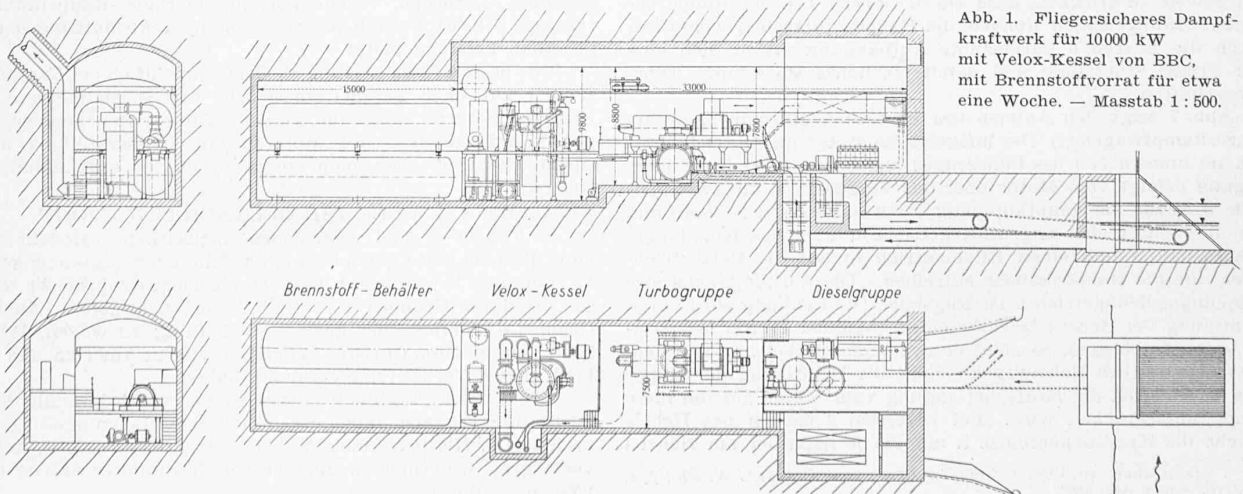 Abb. 1. Fliegersicheres Dampf-
kraftwerk für 10000 kW
mit Velox-Kessel von BBC,
mit Brennstoffvorrat für etwa
eine Woche. — Masstab 1 : 500.
15000
33000
9800
8800
7800
Brennstoff-Behälter Velox-Kessel Turbogruppe Dieselgruppe
7500